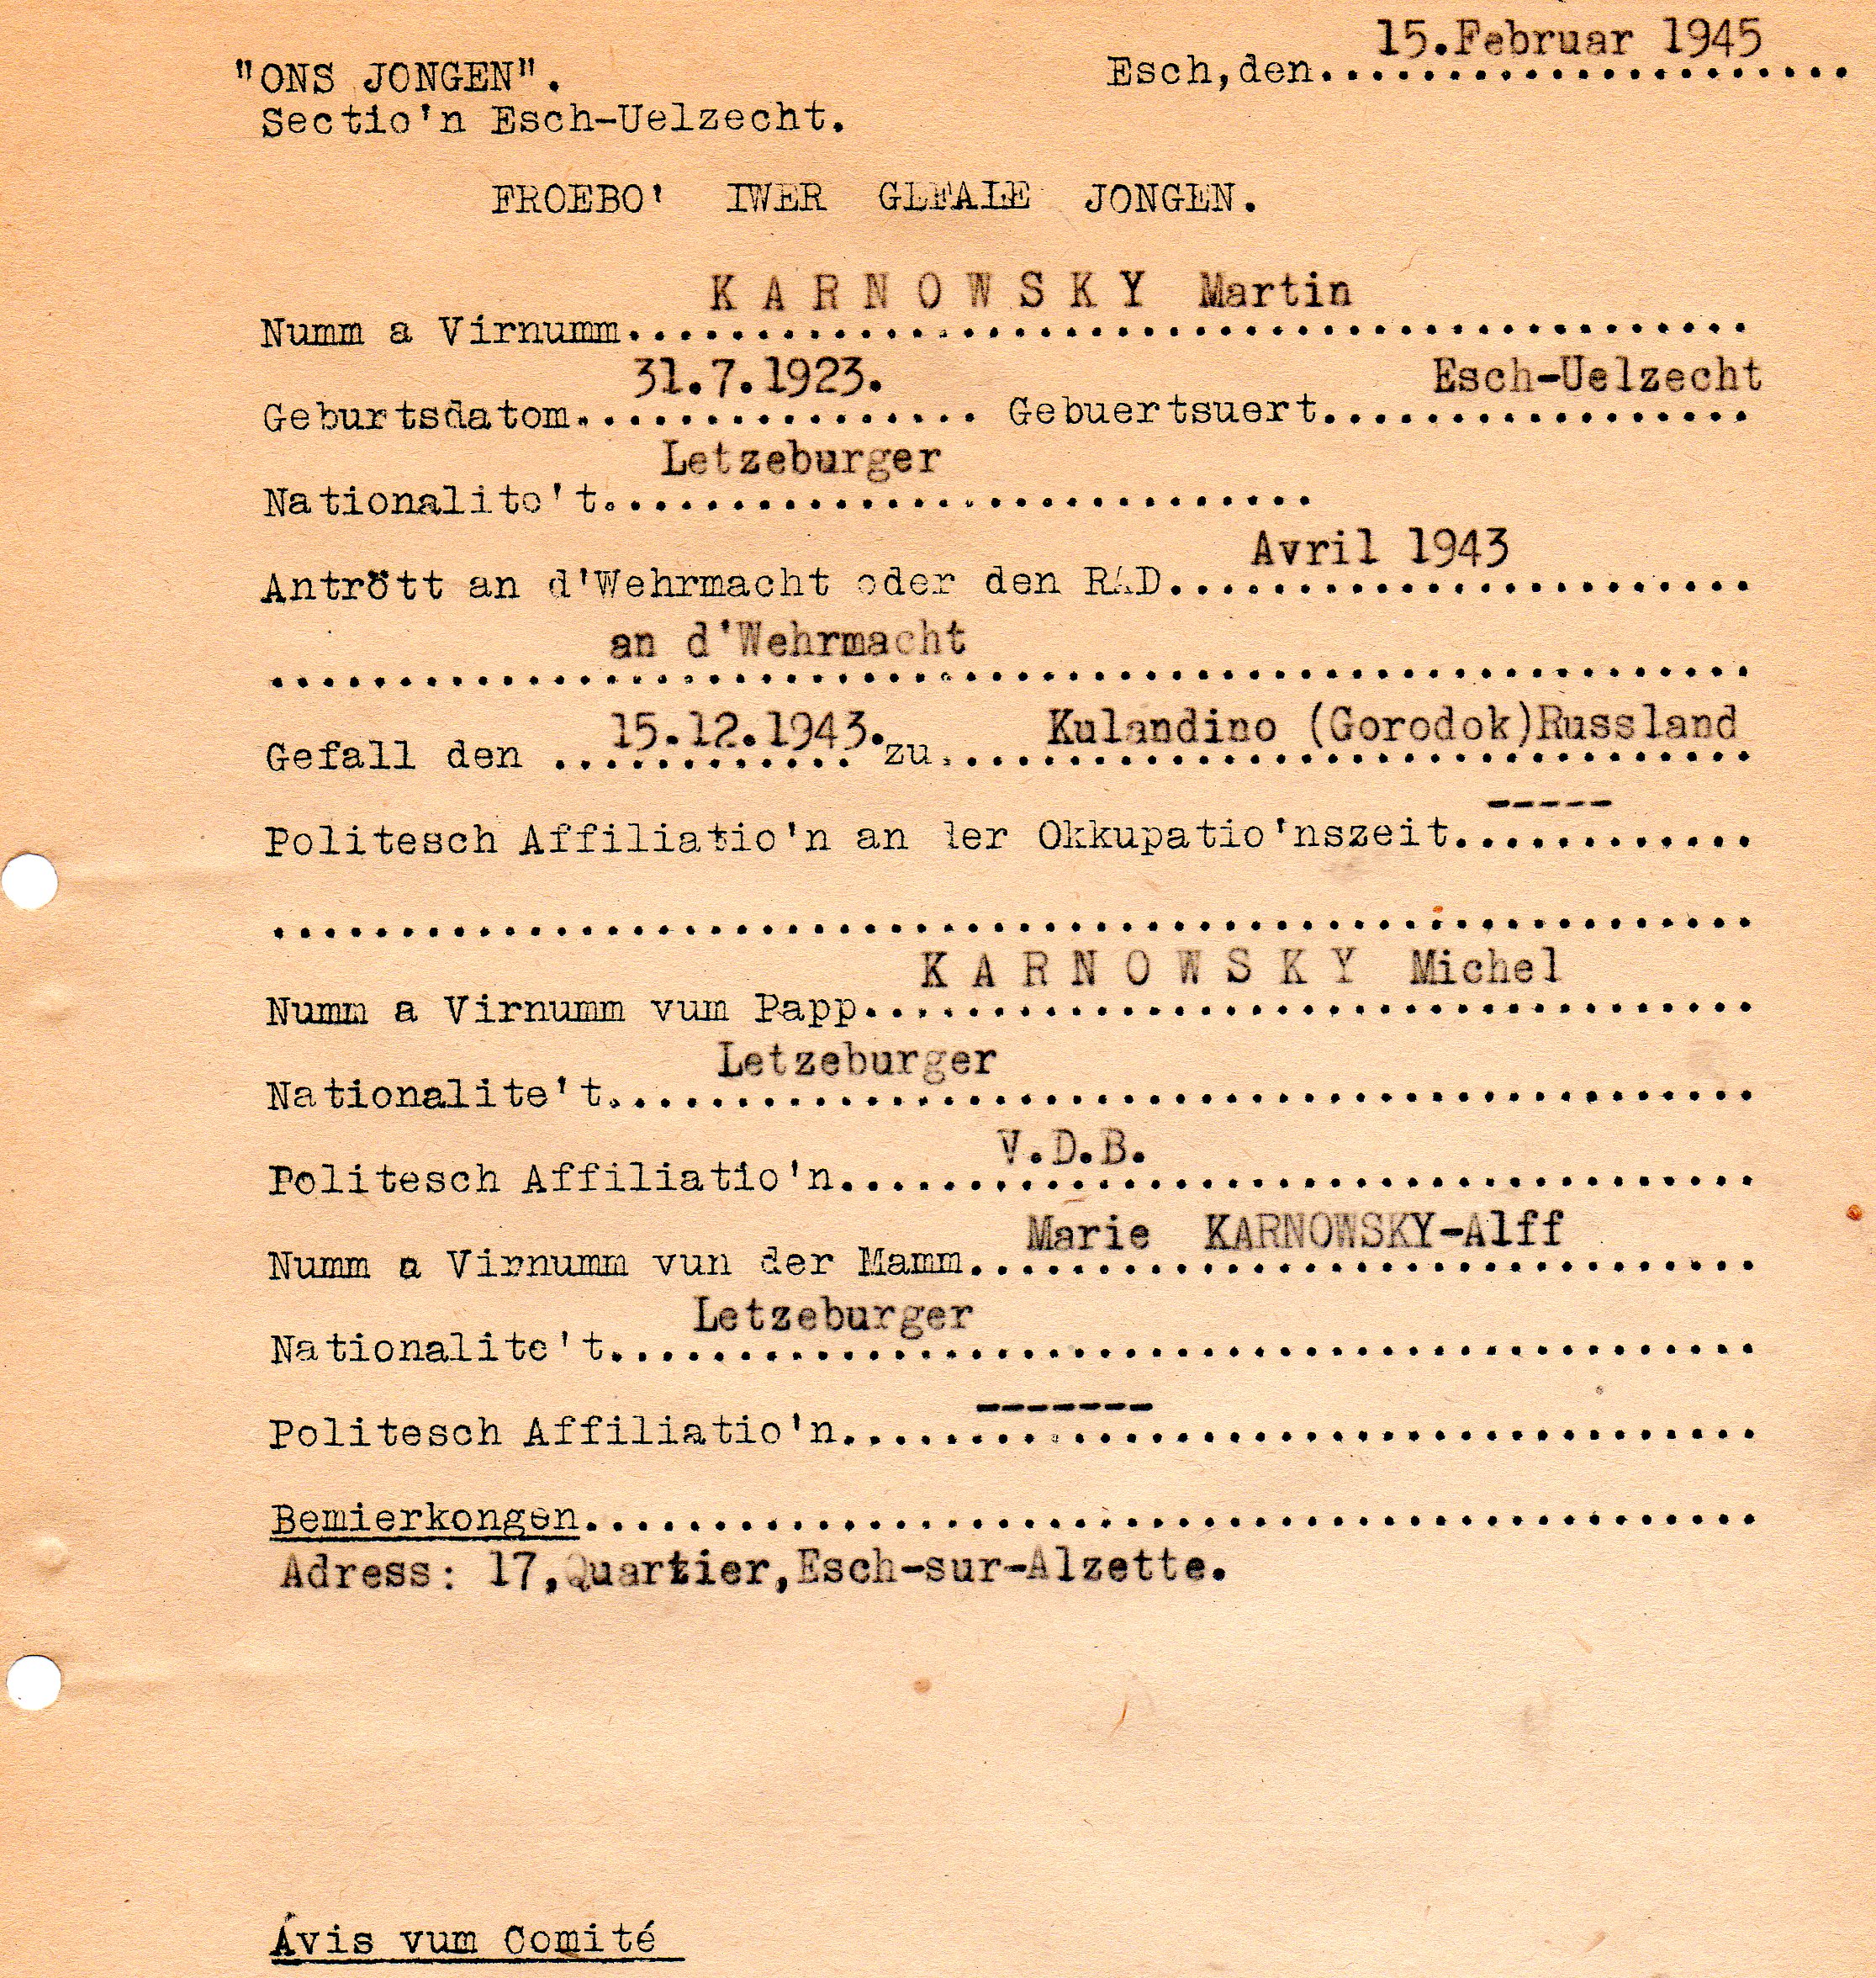 15.Februar 1945
"ONS JONGEN". Esch,den....................
Sectio'n Esch-Uelzecht.
FROEBO' IWER GEFALE JONGEN.
K A R N O W S K Y Martin
Numm a Virnumm............................................
31.7.1923. Esch-Uelzecht
Geburtsdatom................ Gebuertsuert.................
Letzeburger
Nationalite't............................
Avril 1943
Antrött an d'Wehrmacht oder den RAD.......................
an d'Wehrmacht
..........................................................
15.12.1943. Kulandino (Gorodok)Russland
Gefall den ............ zu................................
-----
Politesch Affiliatio'n an der Okkupatio'nszeit............
..........................................................
K A R N O W S K Y Michel
Numm a Virnumm vum Papp...................................
Letzeburger
Nationalite't.............................................
V.D.B.
Politesch Affiliatio'n....................................
Marie KARNOWSKY-Alff
Numm a Virnumm vun der Mamm...............................
Letzeburger
Nationalite't.............................................
-------
Politesch Affiliatio'n....................................
Bemierkongen..............................................
Adress: 17,Quartier,Esch-sur-Alzette.
Avis vum Comité